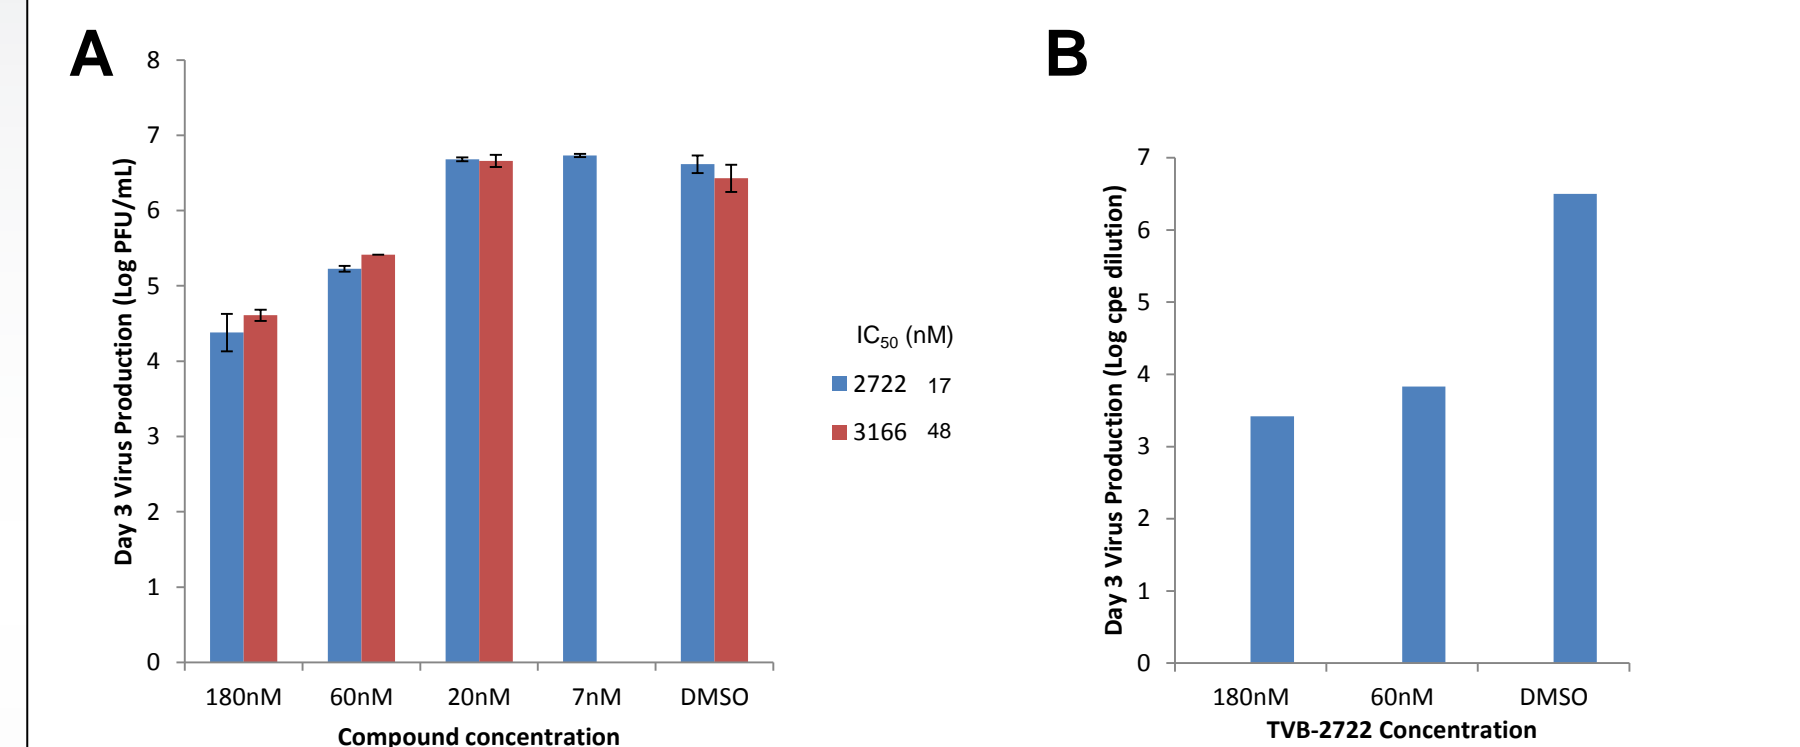 A
8
7
6
5
4
3
2
1
0
Day 3 Virus Production (Log PFU/mL)
180nM 60nM 20nM 7nM DMSO
Compound concentration
IC50 (nM)
2722 17
3166 48
B
7
6
5
4
3
2
1
0
Day 3 Virus Production (Log cpe dilution)
180nM 60nM DMSO
TVB-2722 Concentration